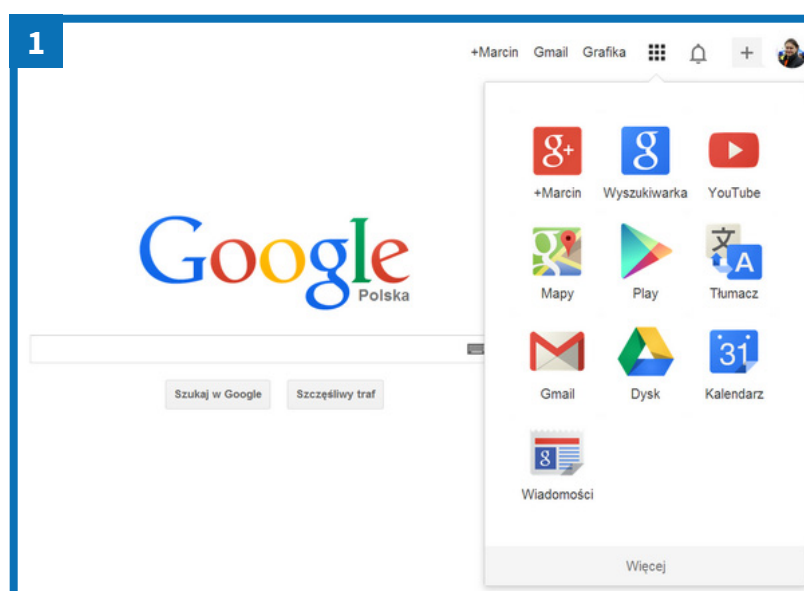 1
+Marcin Gmail Grafika
g+ g
+Marcin Wyszukiwarka YouTube
g 文 A
Mapy Play Tłumacz
31
Gmail Dysk Kalendarz
g
Wiadomości
Więcej
Google
Polska
Szukaj w Google Szczęśliwy traf